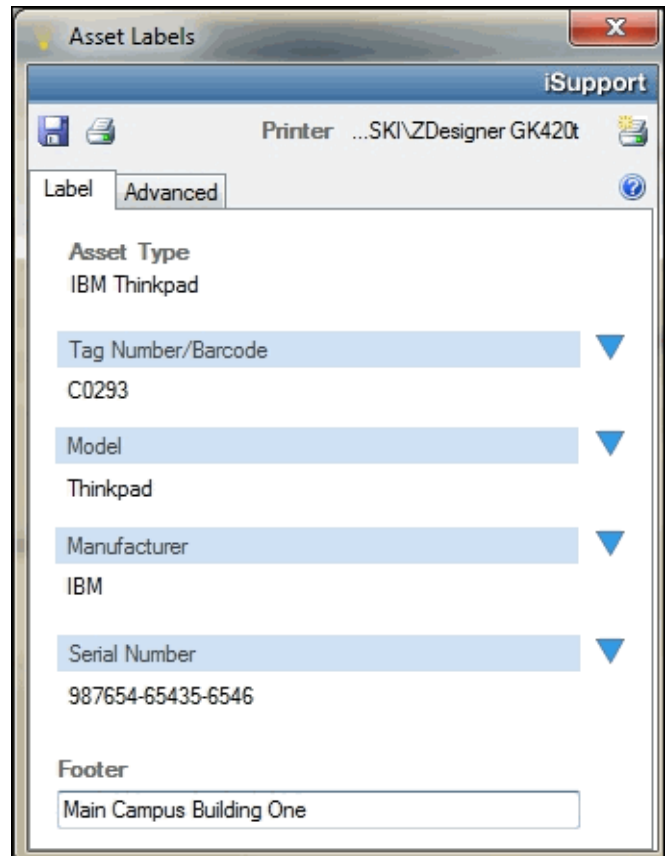 Asset Labels
iSupport
Printer ...SKI\ZDesigner GK420t
Label Advanced
Asset Type
IBM Thinkpad
Tag Number/Barcode
C0293
Model
Thinkpad
Manufacturer
IBM
Serial Number
987654-65435-6546
Footer
Main Campus Building One